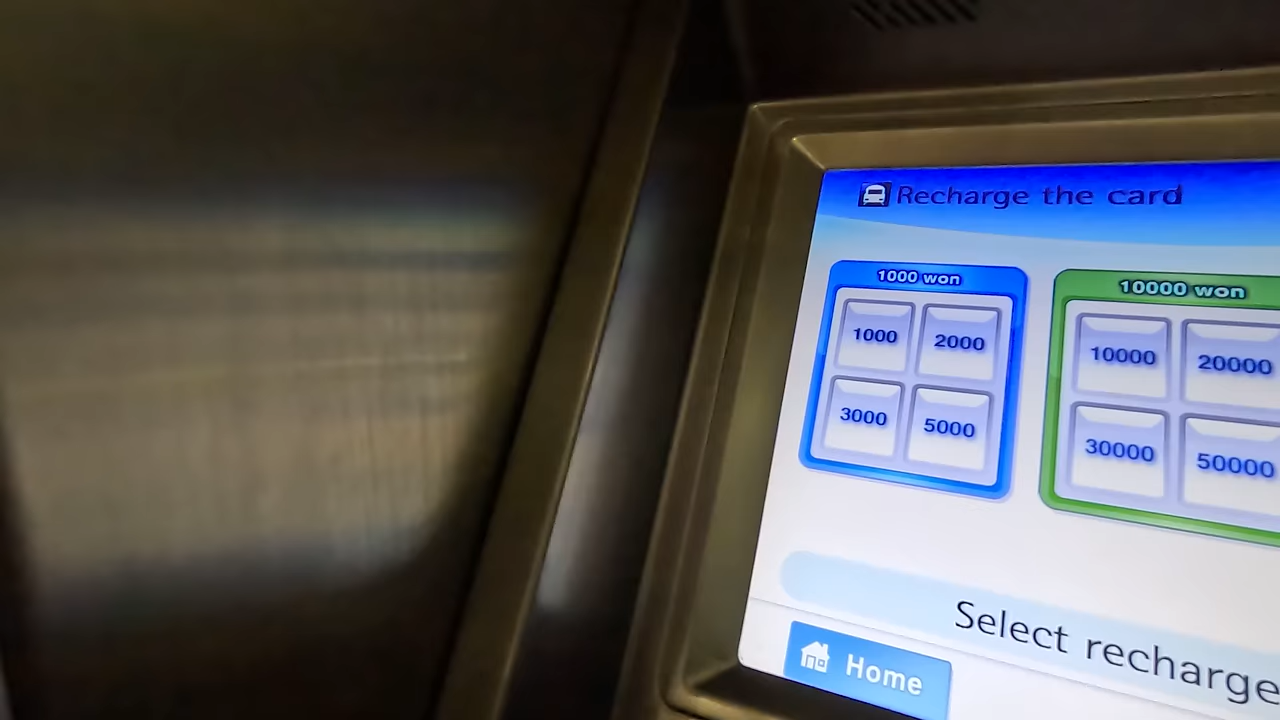 Recharge the card
1000 won
1000 2000
3000 5000
10000 won
10000 20000
30000 50000
Select recharge
Home